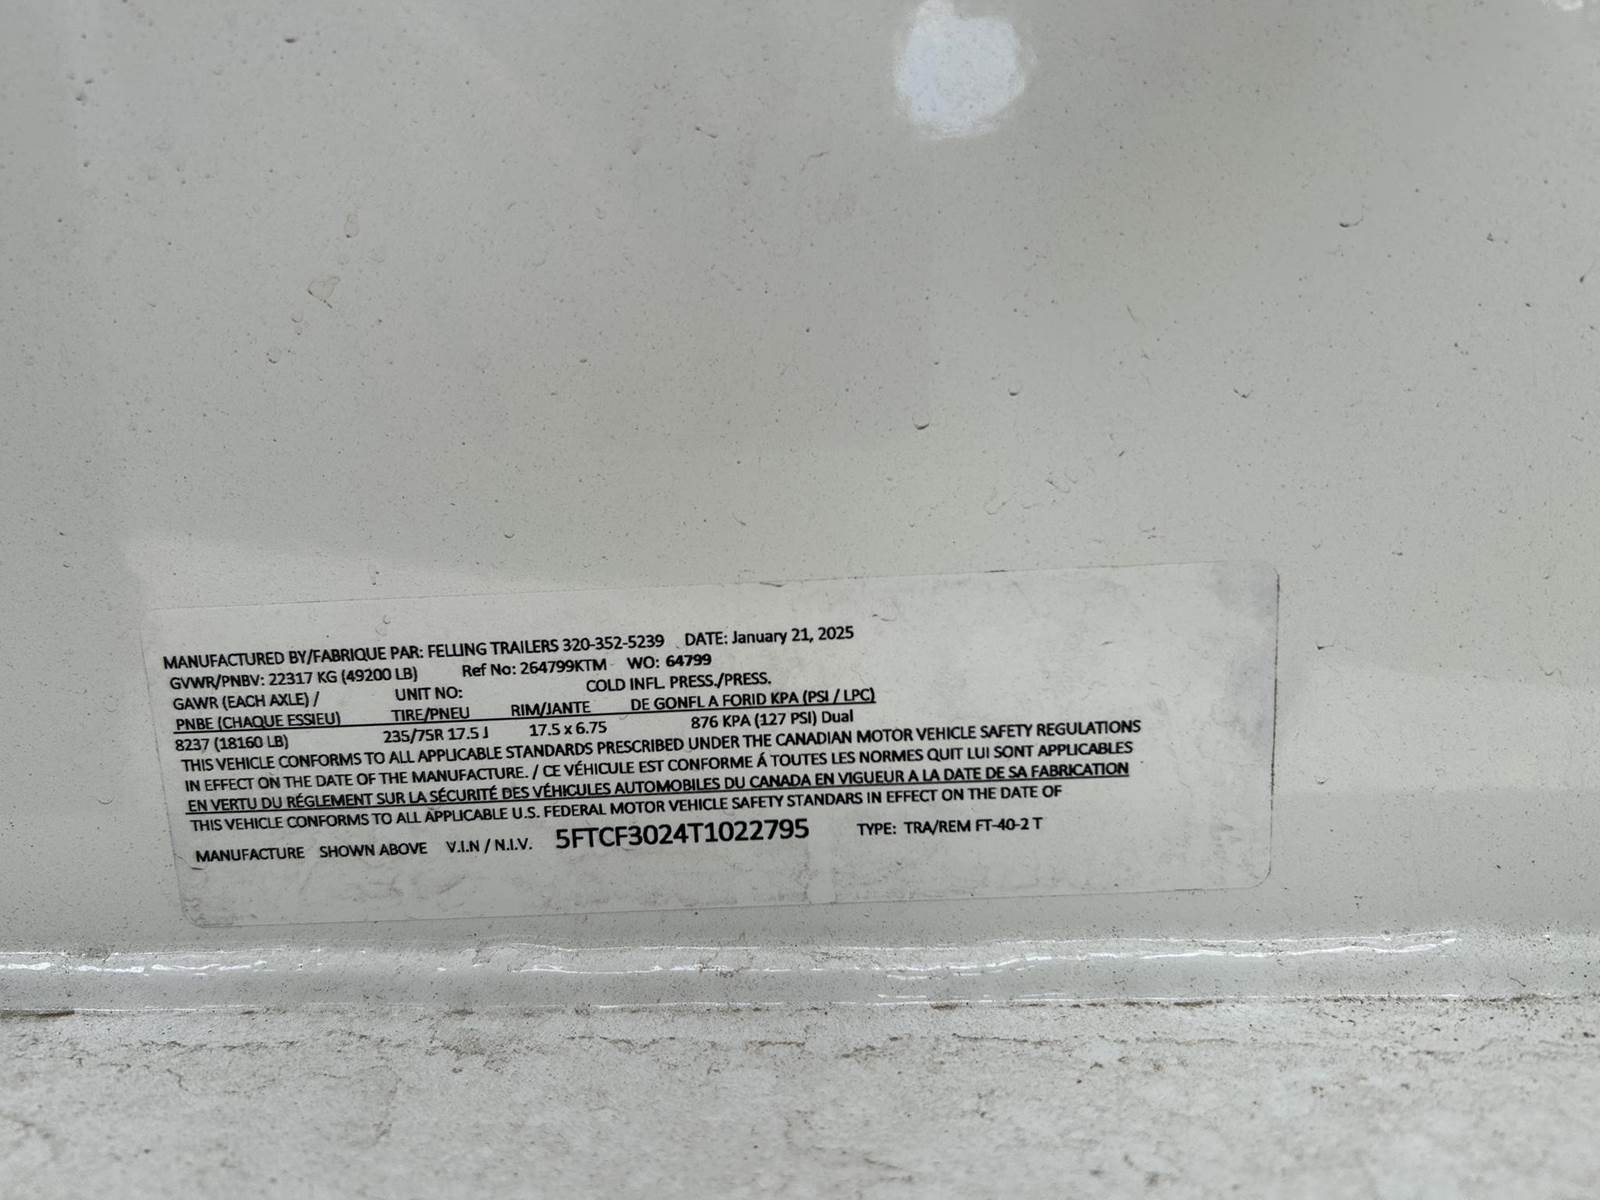 MANUFACTURED BY/FABRIQUE PAR: FELLING TRAILERS 320-352-5239 DATE: January 21, 2025
GVWR/PNBV: 22317 KG (49200 LB) Ref No: 264799KTM WO: 64799
GAWR (EACH AXLE) / UNIT NO: COLD INFL. PRESS./PRESS.
PNBE (CHAQUE ESSIEU) TIRE/PNEU RIM/JANTE DE GONFL A FORID KPA (PSI / LPC)
8237 (18160 LB) 235/75R 17.5 J 17.5 x 6.75 876 KPA (127 PSI) Dual
THIS VEHICLE CONFORMS TO ALL APPLICABLE STANDARDS PRESCRIBED UNDER THE CANADIAN MOTOR VEHICLE SAFETY REGULATIONS
IN EFFECT ON THE DATE OF THE MANUFACTURE. / CE VÉHICULE EST CONFORME Á TOUTES LES NORMES QUIT LUI SONT APPLICABLES
EN VERTU DU RÉGLEMENT SUR LA SÉCURITÉ DES VÉHICULES AUTOMOBILES DU CANADA EN VIGUEUR A LA DATE DE SA FABRICATION
THIS VEHICLE CONFORMS TO ALL APPLICABLE U.S. FEDERAL MOTOR VEHICLE SAFETY STANDARS IN EFFECT ON THE DATE OF
MANUFACTURE SHOWN ABOVE V.I.N / N.I.V. 5FTCF3024T1022795 TYPE: TRA/REM FT-40-2 T